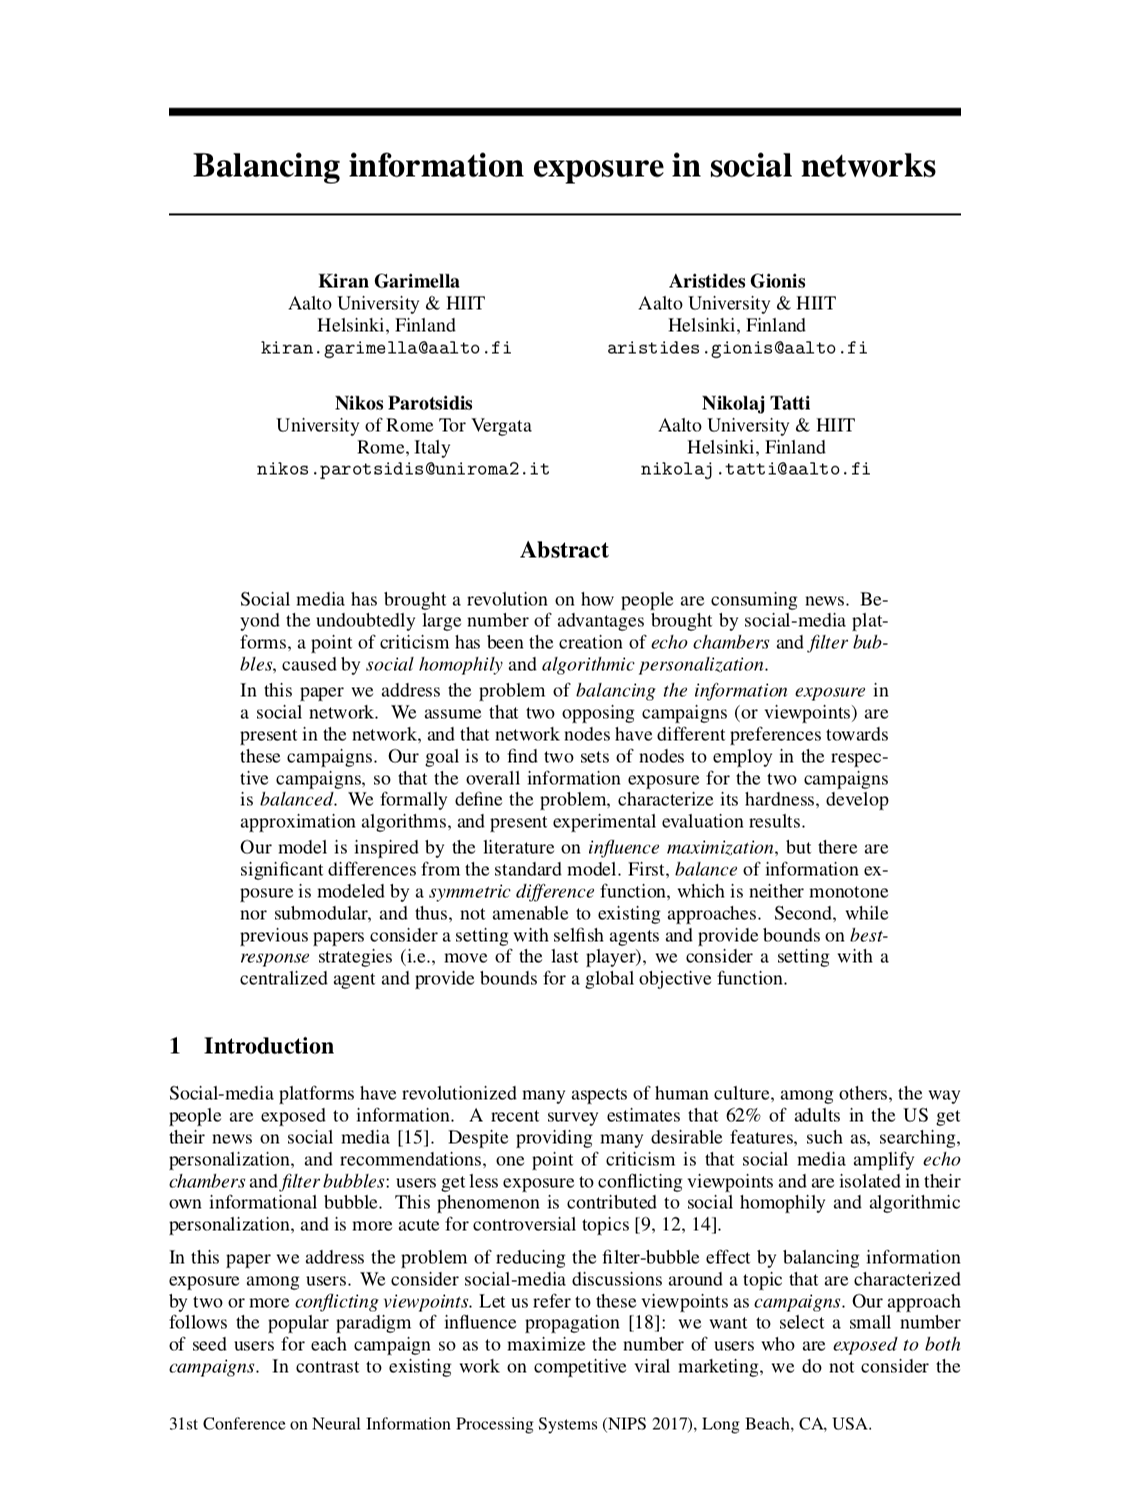 Balancing information exposure in social networks
Kiran Garimella
Aalto University & HIIT
Helsinki, Finland
kiran.garimella@aalto.fi
Aristides Gionis
Aalto University & HIIT
Helsinki, Finland
aristides.gionis@aalto.fi
Nikos Parotsidis
University of Rome Tor Vergata
Rome, Italy
nikos.parotsidis@uniroma2.it
Nikolaj Tatti
Aalto University & HIIT
Helsinki, Finland
nikolaj.tatti@aalto.fi
Abstract
Social media has brought a revolution on how people are consuming news. Be-
yond the undoubtedly large number of advantages brought by social-media plat-
forms, a point of criticism has been the creation of echo chambers and filter bub-
bles, caused by social homophily and algorithmic personalization.
In this paper we address the problem of balancing the information exposure in
a social network. We assume that two opposing campaigns (or viewpoints) are
present in the network, and that network nodes have different preferences towards
these campaigns. Our goal is to find two sets of nodes to employ in the respec-
tive campaigns, so that the overall information exposure for the two campaigns
is balanced. We formally define the problem, characterize its hardness, develop
approximation algorithms, and present experimental evaluation results.
Our model is inspired by the literature on influence maximization, but there are
significant differences from the standard model. First, balance of information ex-
posure is modeled by a symmetric difference function, which is neither monotone
nor submodular, and thus, not amenable to existing approaches. Second, while
previous papers consider a setting with selfish agents and provide bounds on best-
response strategies (i.e., move of the last player), we consider a setting with a
centralized agent and provide bounds for a global objective function.
1 Introduction
Social-media platforms have revolutionized many aspects of human culture, among others, the way
people are exposed to information. A recent survey estimates that 62% of adults in the US get
their news on social media [15]. Despite providing many desirable features, such as, searching,
personalization, and recommendations, one point of criticism is that social media amplify echo
chambers and filter bubbles: users get less exposure to conflicting viewpoints and are isolated in their
own informational bubble. This phenomenon is contributed to social homophily and algorithmic
personalization, and is more acute for controversial topics [9, 12, 14].
In this paper we address the problem of reducing the filter-bubble effect by balancing information
exposure among users. We consider social-media discussions around a topic that are characterized
by two or more conflicting viewpoints. Let us refer to these viewpoints as campaigns. Our approach
follows the popular paradigm of influence propagation [18]: we want to select a small number
of seed users for each campaign so as to maximize the number of users who are exposed to both
campaigns. In contrast to existing work on competitive viral marketing, we do not consider the
31st Conference on Neural Information Processing Systems (NIPS 2017), Long Beach, CA, USA.